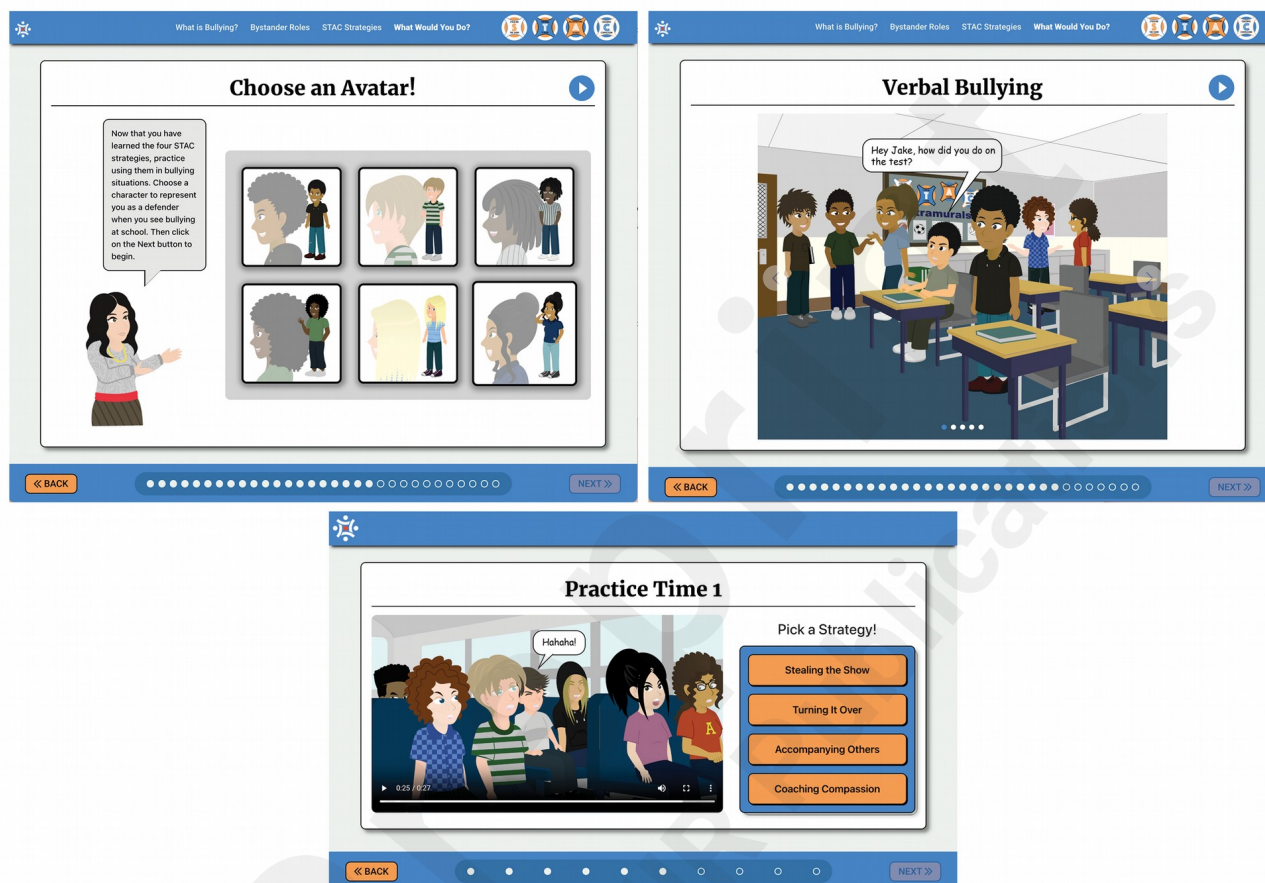 What is Bullying? Bystander Roles STAC Strategies What Would You Do? S T A C
Choose an Avatar!
Now that you have
learned the four STAC
strategies, practice
using them in bullying
situations. Choose a
character to represent
you as a defender
when you see bullying
at school. Then click
on the Next button to
begin.
« BACK
NEXT »
What is Bullying? Bystander Roles STAC Strategies What Would You Do? S T A C
Verbal Bullying
Hey Jake, how did you do on
the test?
tramurals
« BACK
NEXT »
Practice Time 1
Hahaha!
A
0:25 / 0:27
Pick a Strategy!
Stealing the Show
Turning It Over
Accompanying Others
Coaching Compassion
« BACK
NEXT »